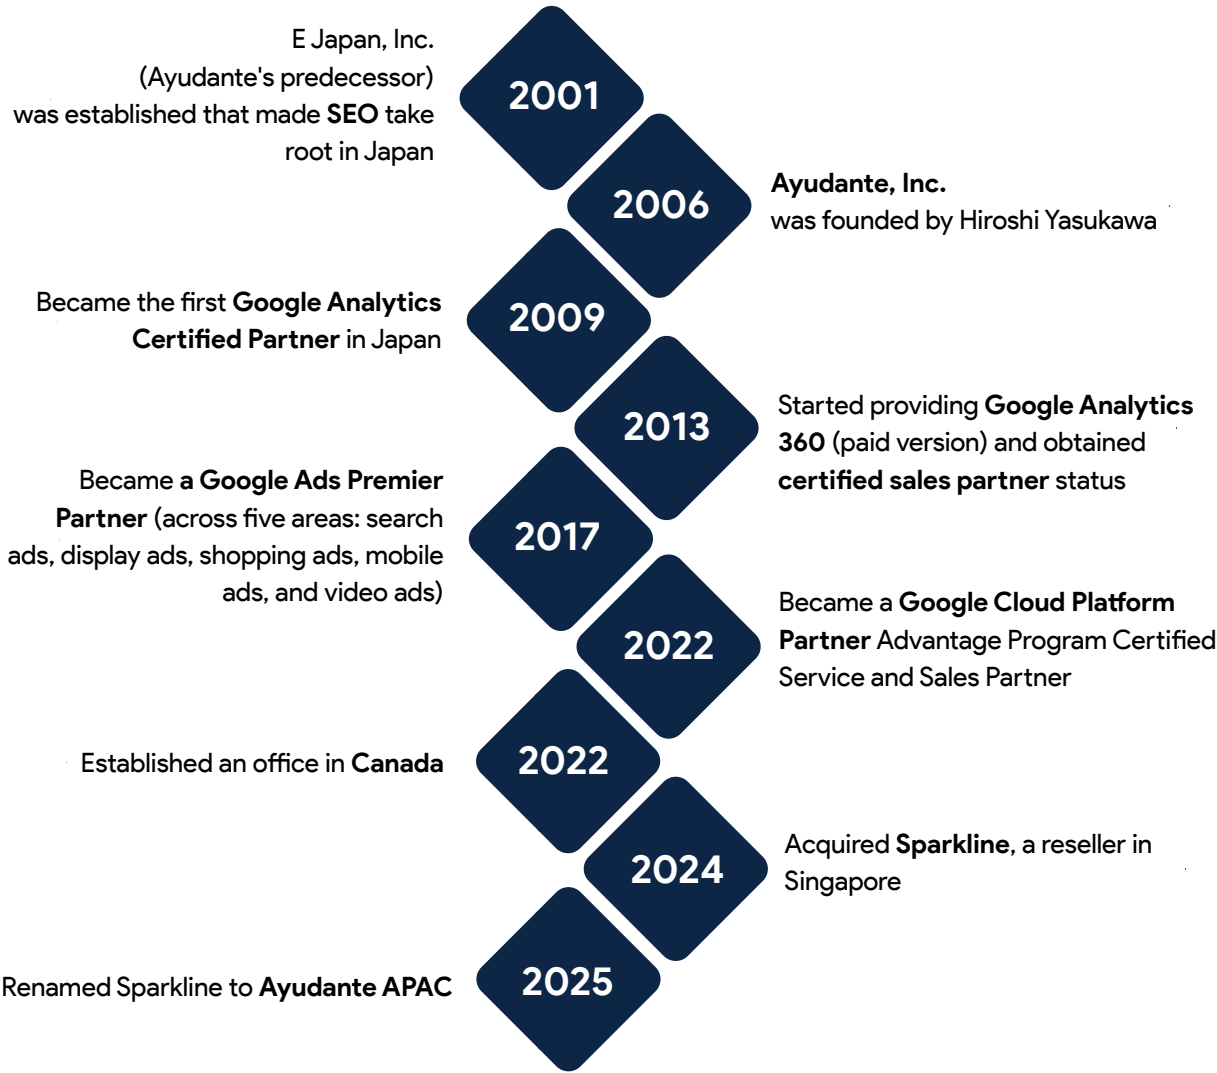 E Japan, Inc.
(Ayudante's predecessor)
was established that made SEO take
root in Japan
2001
2006
Ayudante, Inc.
was founded by Hiroshi Yasukawa
Became the first Google Analytics
Certified Partner in Japan
2009
2013
Started providing Google Analytics
360 (paid version) and obtained
certified sales partner status
Became a Google Ads Premier
Partner (across five areas: search
ads, display ads, shopping ads, mobile
ads, and video ads)
2017
2022
Became a Google Cloud Platform
Partner Advantage Program Certified
Service and Sales Partner
Established an office in Canada
2022
2024
Acquired Sparkline, a reseller in
Singapore
Renamed Sparkline to Ayudante APAC
2025